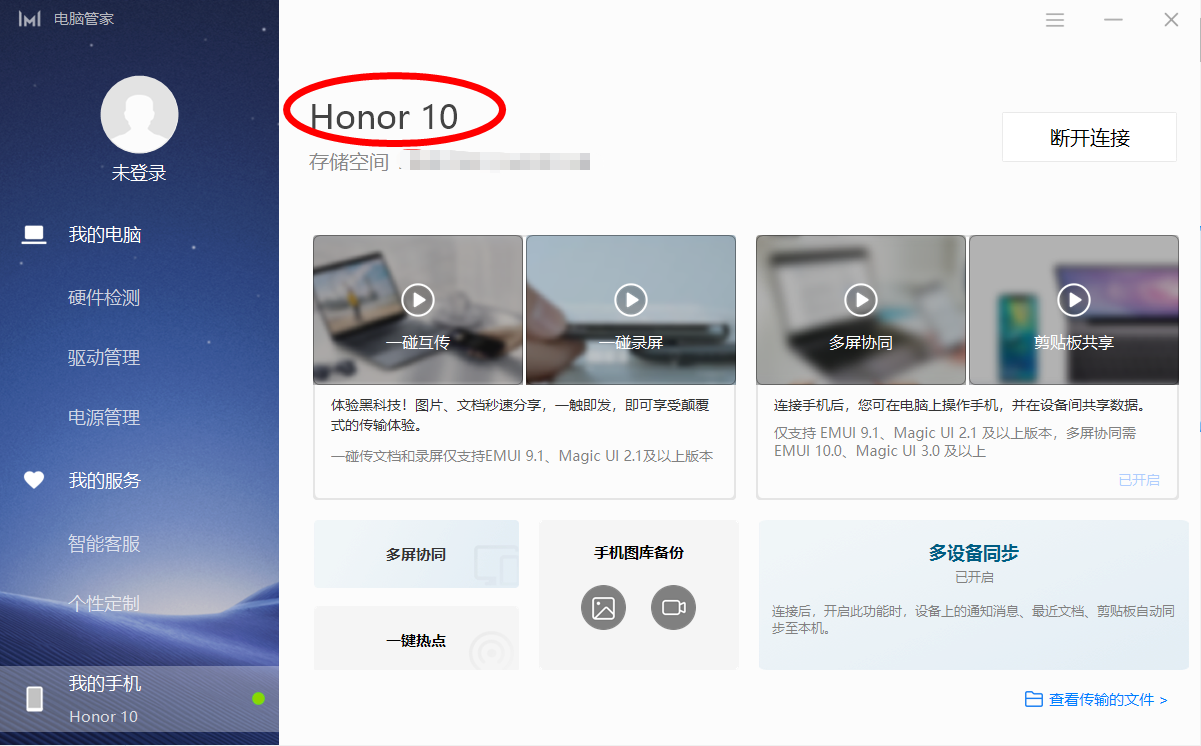 电脑管家
未登录
我的电脑
硬件检测
驱动管理
电源管理
我的服务
智能客服
个性定制
我的手机
Honor 10
Honor 10
存储空间
断开连接
一碰互传
一碰录屏
体验黑科技！图片、文档秒速分享，一触即发，即可享受颠覆
式的传输体验。
一碰传文档和录屏仅支持EMUI 9.1、Magic UI 2.1及以上版本
多屏协同
剪贴板共享
连接手机后，您可在电脑上操作手机，并在设备间共享数据。
仅支持 EMUI 9.1、Magic UI 2.1 及以上版本，多屏协同需
EMUI 10.0、Magic UI 3.0 及以上
已开启
多屏协同
一键热点
手机图库备份
多设备同步
已开启
连接后，开启此功能时，设备上的通知消息、最近文档、剪贴板自动同
步至本机。
查看传输的文件 >